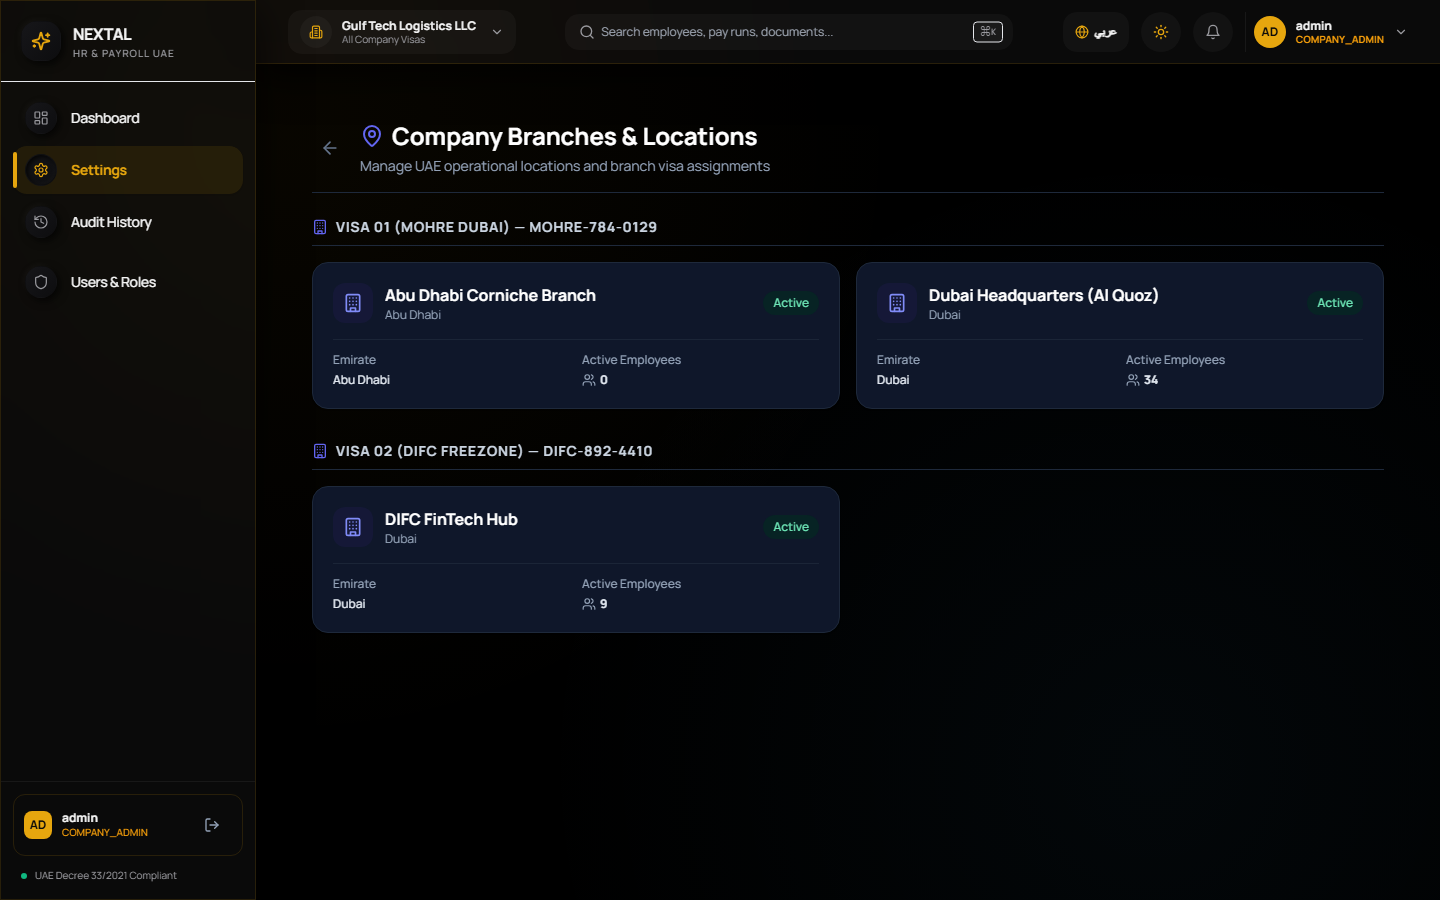 NEXTAL
HR & PAYROLL UAE
Dashboard
Settings
Audit History
Users & Roles
AD
admin
COMPANY_ADMIN
UAE Decree 33/2021 Compliant
Gulf Tech Logistics LLC
All Company Visas
Search employees, pay runs, documents...
⌘K
عربي
AD
admin
COMPANY_ADMIN
Company Branches & Locations
Manage UAE operational locations and branch visa assignments
VISA 01 (MOHRE DUBAI) — MOHRE-784-0129
Abu Dhabi Corniche Branch
Abu Dhabi
Active
Emirate
Abu Dhabi
Active Employees
0
Dubai Headquarters (Al Quoz)
Dubai
Active
Emirate
Dubai
Active Employees
34
VISA 02 (DIFC FREEZONE) — DIFC-892-4410
DIFC FinTech Hub
Dubai
Active
Emirate
Dubai
Active Employees
9